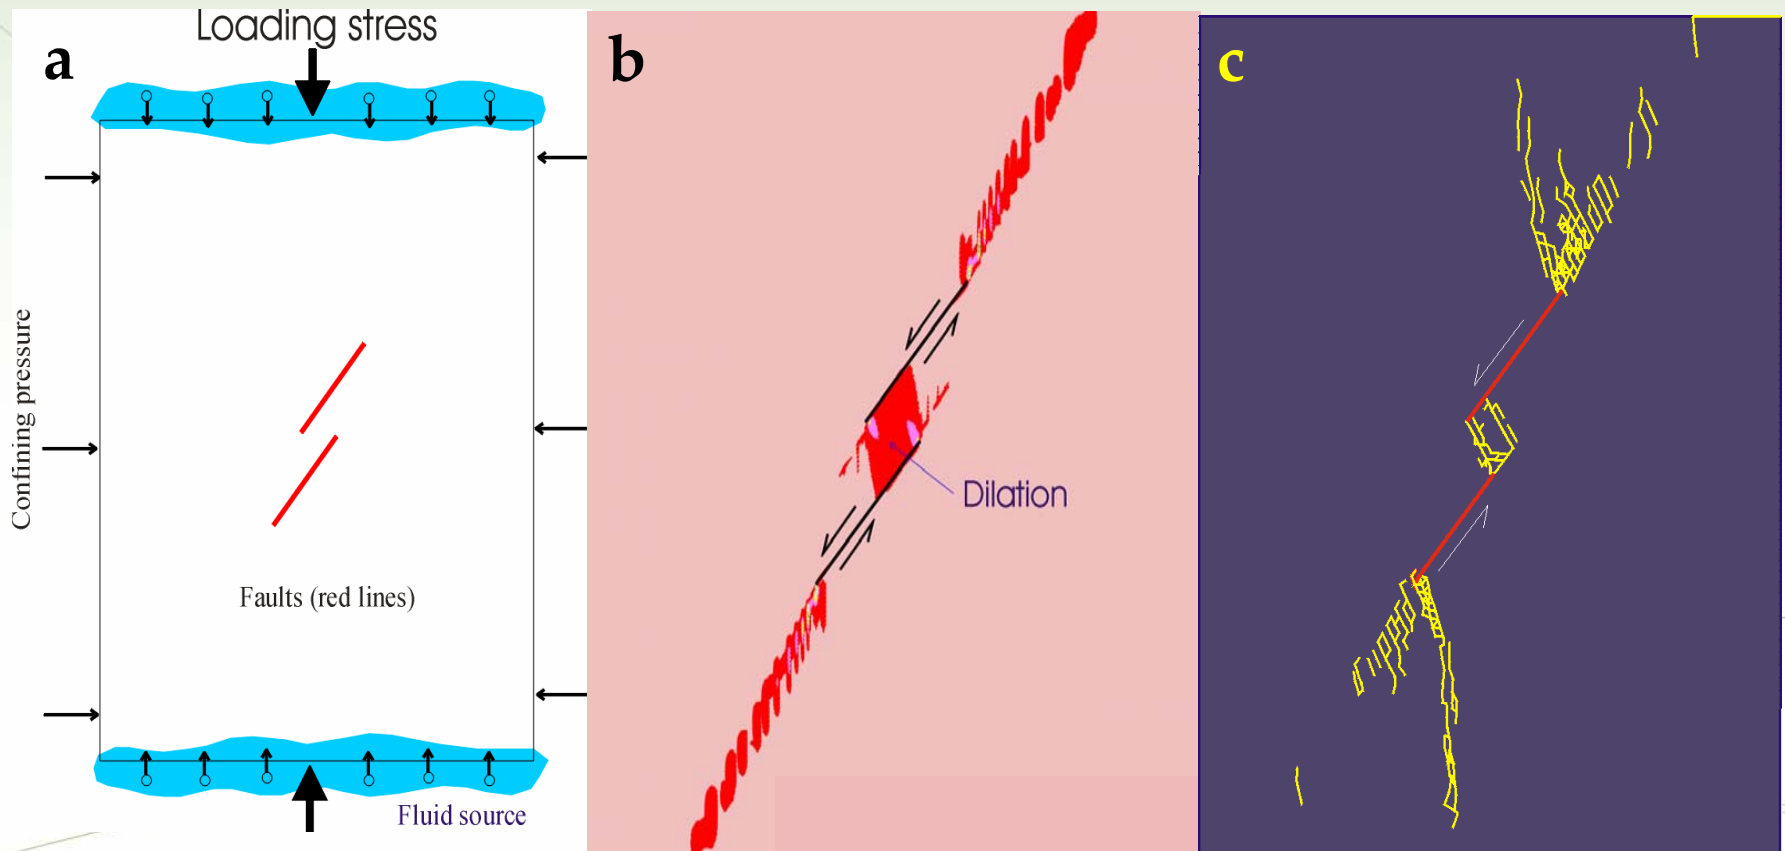 a
Loading stress
Confining pressure
Faults (red lines)
Fluid source
b
Dilation
c